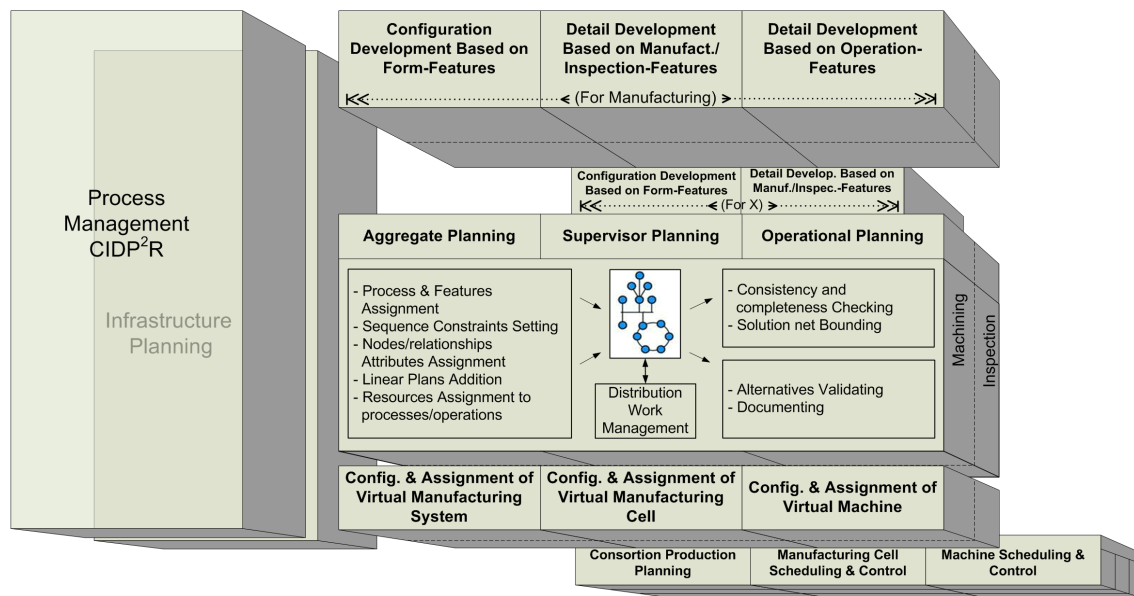 Process
Management
CIDP²R
Infrastructure
Planning
Configuration
Development Based on
Form-Features
Detail Development
Based on Manufact./
Inspection-Features
Detail Development
Based on Operation-
Features
(For Manufacturing)
Configuration Development
Based on Form-Features
Detail Develop. Based on
Manuf./Inspec.-Features
(For X)
Aggregate Planning
Supervisor Planning
Operational Planning
- Process & Features
Assignment
- Sequence Constraints Setting
- Nodes/relationships
Attributes Assignment
- Linear Plans Addition
- Resources Assignment to
processes/operations
Distribution
Work
Management
- Consistency and
completeness Checking
- Solution net Bounding
- Alternatives Validating
- Documenting
Machining
Inspection
Config. & Assignment of
Virtual Manufacturing
System
Config. & Assignment of
Virtual Manufacturing
Cell
Config. & Assignment of
Virtual Machine
Consortion Production
Planning
Manufacturing Cell
Scheduling & Control
Machine Scheduling &
Control